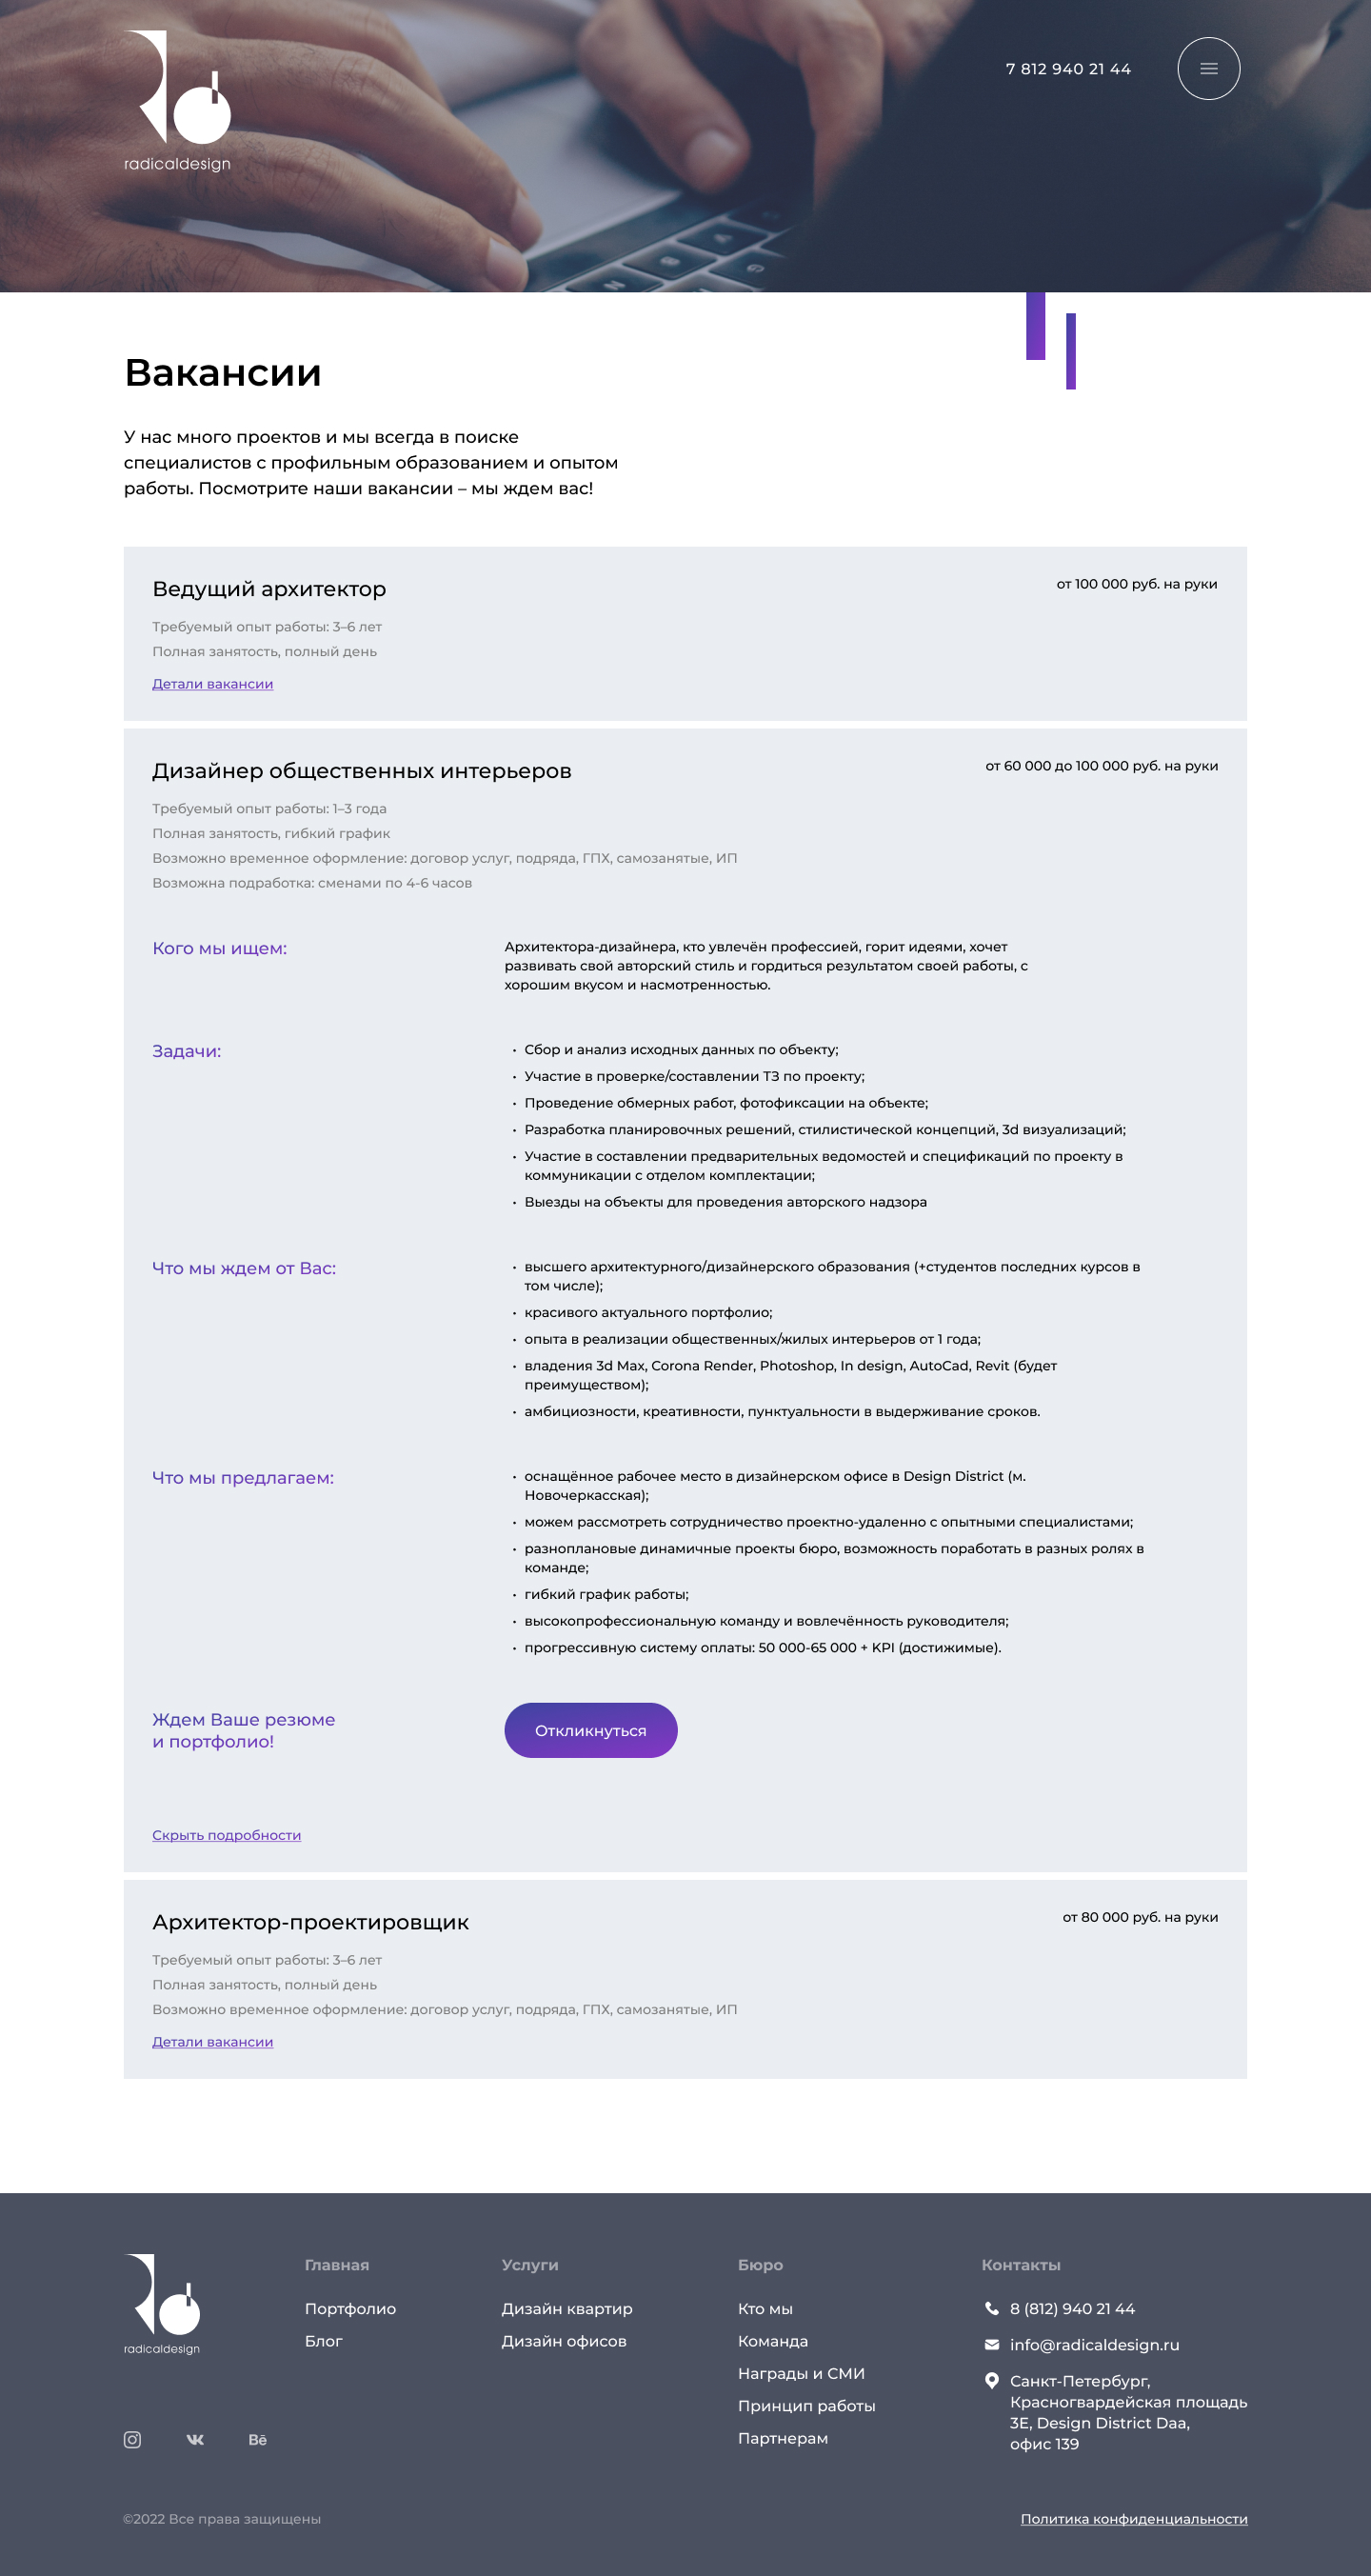 radicaldesign
7 812 940 21 44
Вакансии
У нас много проектов и мы всегда в поиске
специалистов с профильным образованием и опытом
работы. Посмотрите наши вакансии – мы ждем вас!
Ведущий архитектор
от 100 000 руб. на руки
Требуемый опыт работы: 3–6 лет
Полная занятость, полный день
Детали вакансии
Дизайнер общественных интерьеров
от 60 000 до 100 000 руб. на руки
Требуемый опыт работы: 1–3 года
Полная занятость, гибкий график
Возможно временное оформление: договор услуг, подряда, ГПХ, самозанятые, ИП
Возможна подработка: сменами по 4-6 часов
Кого мы ищем:
Архитектора-дизайнера, кто увлечён профессией, горит идеями, хочет
развивать свой авторский стиль и гордиться результатом своей работы, с
хорошим вкусом и насмотренностью.
Задачи:
• Сбор и анализ исходных данных по объекту;
• Участие в проверке/составлении ТЗ по проекту;
• Проведение обмерных работ, фотофиксации на объекте;
• Разработка планировочных решений, стилистической концепций, 3d визуализаций;
• Участие в составлении предварительных ведомостей и спецификаций по проекту в
коммуникации с отделом комплектации;
• Выезды на объекты для проведения авторского надзора
Что мы ждем от Вас:
• высшего архитектурного/дизайнерского образования (+студентов последних курсов в
том числе);
• красивого актуального портфолио;
• опыта в реализации общественных/жилых интерьеров от 1 года;
• владения 3d Max, Corona Render, Photoshop, In design, AutoCad, Revit (будет
преимуществом);
• амбициозности, креативности, пунктуальности в выдерживание сроков.
Что мы предлагаем:
• оснащённое рабочее место в дизайнерском офисе в Design District (м.
Новочеркасская);
• можем рассмотреть сотрудничество проектно-удаленно с опытными специалистами;
• разноплановые динамичные проекты бюро, возможность поработать в разных ролях в
команде;
• гибкий график работы;
• высокопрофессиональную команду и вовлечённость руководителя;
• прогрессивную систему оплаты: 50 000-65 000 + KPI (достижимые).
Ждем Ваше резюме
и портфолио!
Откликнуться
Скрыть подробности
Архитектор-проектировщик
от 80 000 руб. на руки
Требуемый опыт работы: 3–6 лет
Полная занятость, полный день
Возможно временное оформление: договор услуг, подряда, ГПХ, самозанятые, ИП
Детали вакансии
radicaldesign
Bē
Главная
Портфолио
Блог
Услуги
Дизайн квартир
Дизайн офисов
Бюро
Кто мы
Команда
Награды и СМИ
Принцип работы
Партнерам
Контакты
8 (812) 940 21 44
info@radicaldesign.ru
Санкт-Петербург,
Красногвардейская площадь
3Е, Design District Daa,
офис 139
©2022 Все права защищены
Политика конфиденциальности